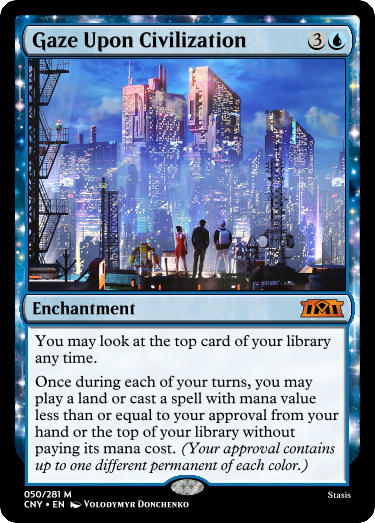 Gaze Upon Civilization
3
Enchantment
You may look at the top card of your library
any time.
Once during each of your turns, you may
play a land or cast a spell with mana value
less than or equal to your approval from your
hand or the top of your library without
paying its mana cost. (Your approval contains
up to one different permanent of each color.)
050/281 M
Stasis
CNY • EN Volodymyr Donchenko